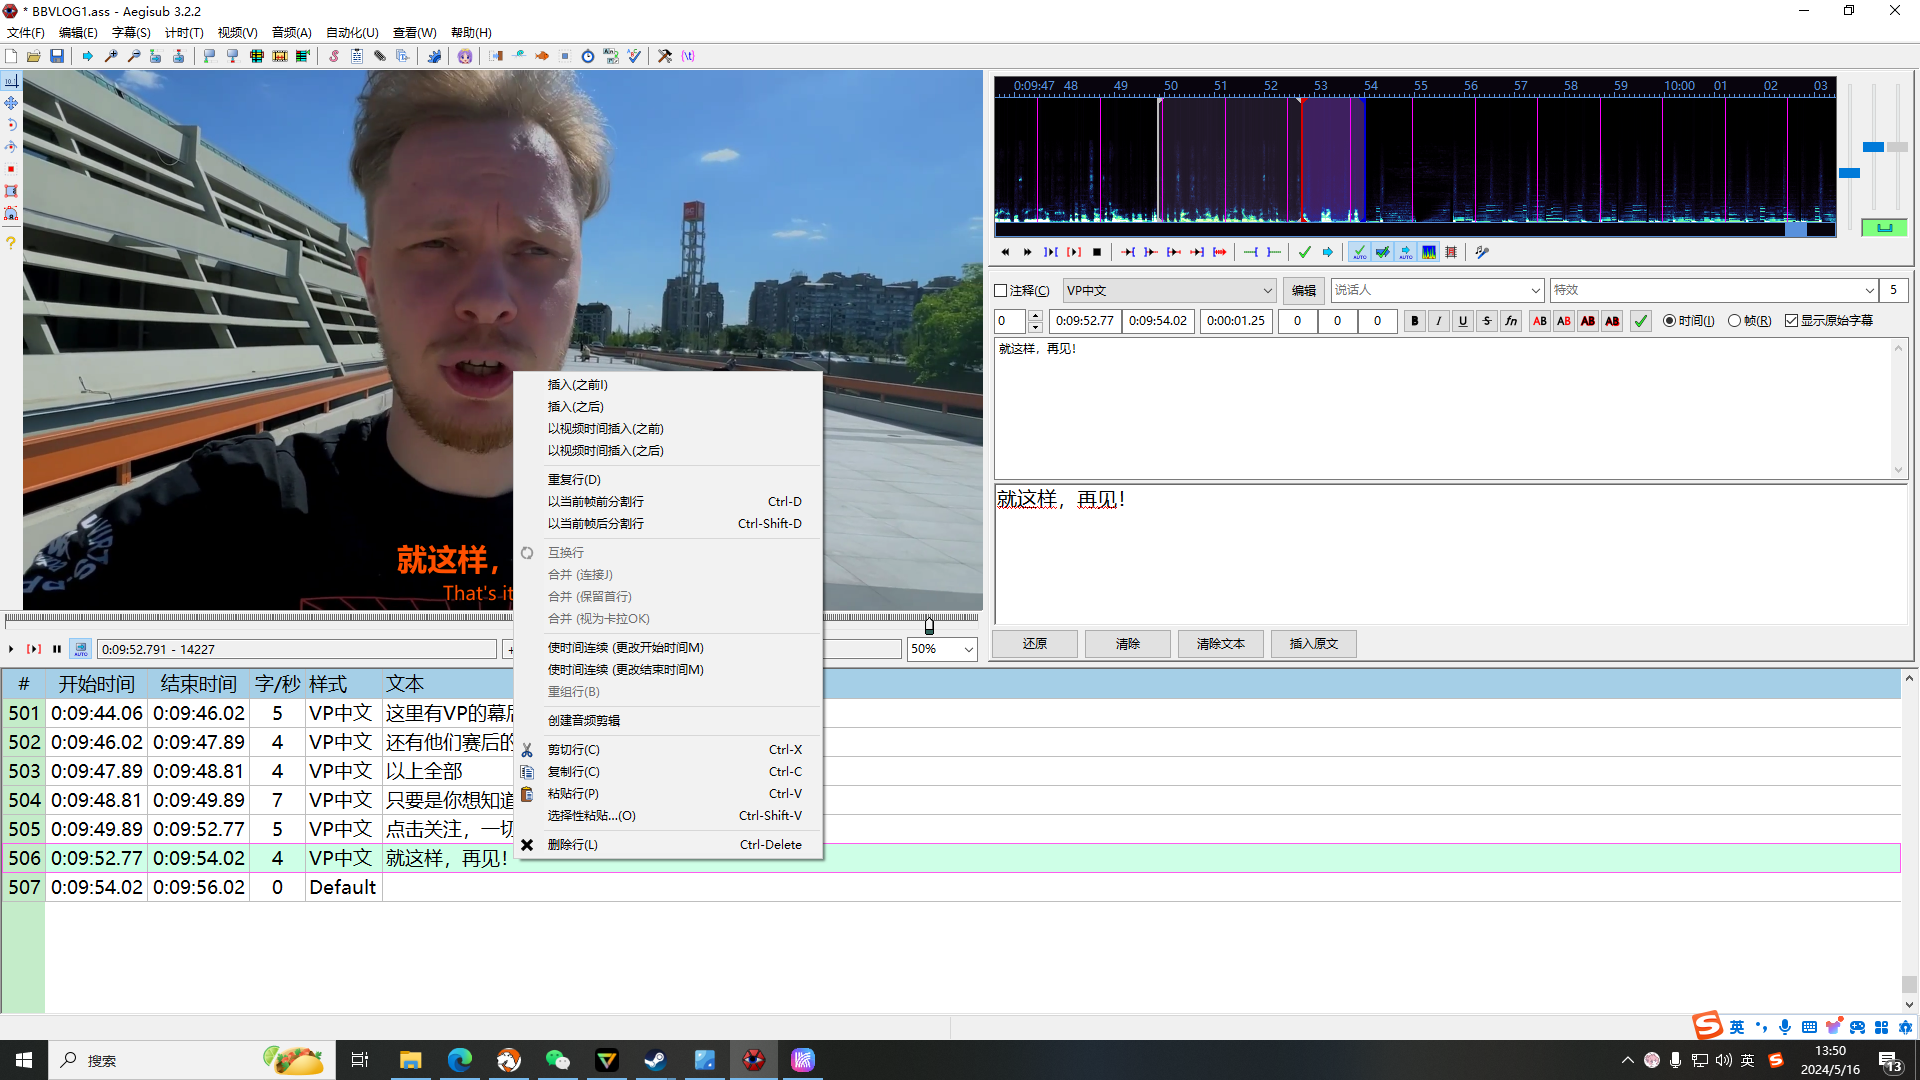 * BBVLOG1.ass - Aegisub 3.2.2
文件(F) 编辑(E) 字幕(S) 计时(T) 视频(V) 音频(A) 自动化(U) 查看(W) 帮助(H)
就这样，
That's it
0:09:47 48 49 50 51 52 53 54 55 56 57 58 59 10:00 01 02 03
注释(C) VP中文 编辑 说话人 特效 5
0 0:09:52.77 0:09:54.02 0:00:01.25 0 0 0 B I U S fn AB AB AB AB 时间(I) 帧(R) 显示原始字幕
就这样，再见！
就这样，再见！
还原 清除 清除文本 插入原文
0:09:52.791 - 14227 50%
插入(之前I)
插入(之后)
以视频时间插入(之前)
以视频时间插入(之后)
重复行(D)
以当前帧前分割行 Ctrl-D
以当前帧后分割行 Ctrl-Shift-D
互换行
合并 (连接J)
合并 (保留首行)
合并 (视为卡拉OK)
使时间连续 (更改开始时间M)
使时间连续 (更改结束时间M)
重组行(B)
创建音频剪辑
剪切行(C) Ctrl-X
复制行(C) Ctrl-C
粘贴行(P) Ctrl-V
选择性粘贴...(O) Ctrl-Shift-V
删除行(L) Ctrl-Delete
# 开始时间 结束时间 字/秒 样式 文本
501 0:09:44.06 0:09:46.02 5 VP中文 这里有VP的幕
502 0:09:46.02 0:09:47.89 4 VP中文 还有他们赛后的
503 0:09:47.89 0:09:48.81 4 VP中文 以上全部
504 0:09:48.81 0:09:49.89 7 VP中文 只要是你想知道
505 0:09:49.89 0:09:52.77 5 VP中文 点击关注，一切
506 0:09:52.77 0:09:54.02 4 VP中文 就这样，再见！
507 0:09:54.02 0:09:56.02 0 Default
英
搜索
英
13:50
2024/5/16
13